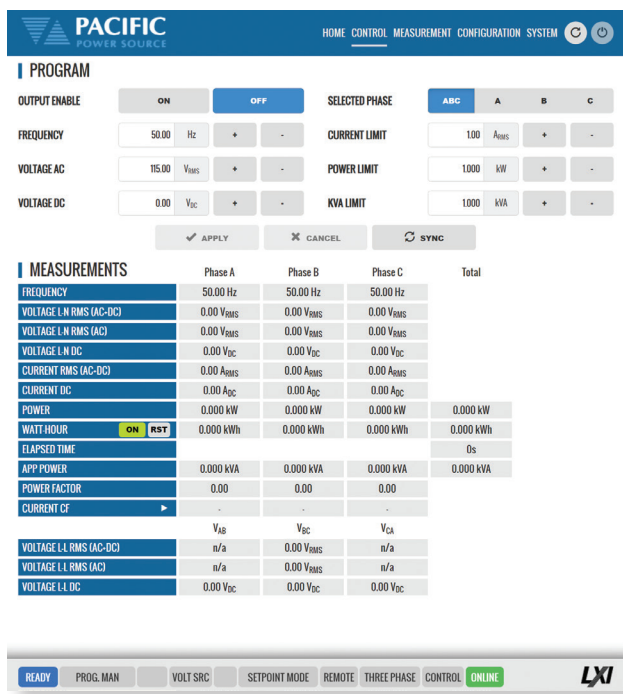 PACIFIC
POWER SOURCE
HOME CONTROL MEASUREMENT CONFIGURATION SYSTEM
PROGRAM
OUTPUT ENABLE ON OFF SELECTED PHASE ABC A B C
FREQUENCY 50.00 Hz + - CURRENT LIMIT 1.00 ARMS + -
VOLTAGE AC 115.00 VRMS + - POWER LIMIT 1.000 kW + -
VOLTAGE DC 0.00 VDC + - KVA LIMIT 1.000 kVA + -
APPLY CANCEL SYNC
MEASUREMENTS Phase A Phase B Phase C Total
FREQUENCY 50.00 Hz 50.00 Hz 50.00 Hz
VOLTAGE L-N RMS (AC-DC) 0.00 VRMS 0.00 VRMS 0.00 VRMS
VOLTAGE L-N RMS (AC) 0.00 VRMS 0.00 VRMS 0.00 VRMS
VOLTAGE L-N DC 0.00 VDC 0.00 VDC 0.00 VDC
CURRENT RMS (AC-DC) 0.00 ARMS 0.00 ARMS 0.00 ARMS
CURRENT DC 0.00 ADC 0.00 ADC 0.00 ADC
POWER 0.000 kW 0.000 kW 0.000 kW 0.000 kW
WATT-HOUR ON RST 0.000 kWh 0.000 kWh 0.000 kWh 0.000 kWh
ELAPSED TIME 0s
APP POWER 0.000 kVA 0.000 kVA 0.000 kVA 0.000 kVA
POWER FACTOR 0.00 0.00 0.00
CURRENT CF - - -
VAB VBC VCA
VOLTAGE L-L RMS (AC-DC) n/a 0.00 VRMS n/a
VOLTAGE L-L RMS (AC) n/a 0.00 VRMS n/a
VOLTAGE L-L DC 0.00 VDC 0.00 VDC 0.00 VDC
READY PROG. MAN VOLT SRC SETPOINT MODE REMOTE THREE PHASE CONTROL ONLINE LXI